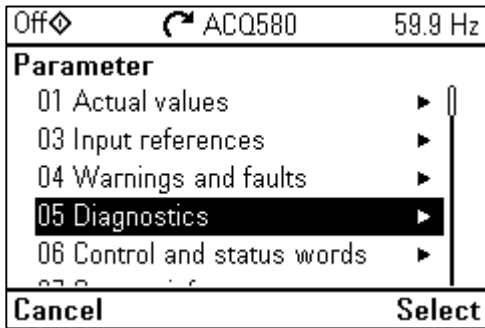 Off ACQ580 59.9 Hz
Parameter
01 Actual values
03 Input references
04 Warnings and faults
05 Diagnostics
06 Control and status words
Cancel Select